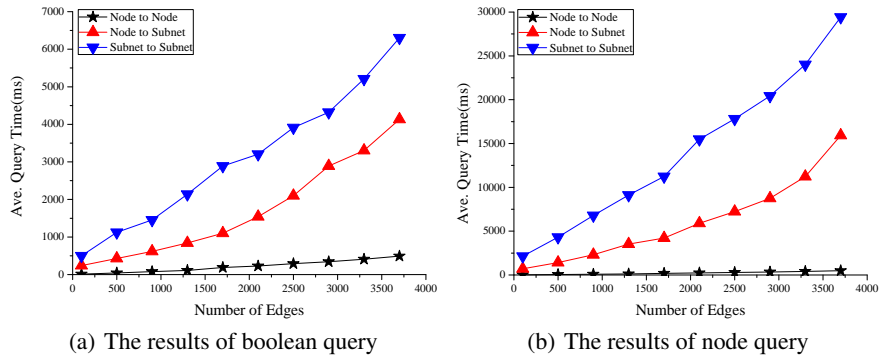 Node to Node
Node to Subnet
Subnet to Subnet
7000
6000
5000
4000
3000
2000
1000
0
Ave. Query Time(ms)
0 500 1000 1500 2000 2500 3000 3500 4000
Number of Edges
(a) The results of boolean query
Node to Node
Node to Subnet
Subnet to Subnet
30000
25000
20000
15000
10000
5000
0
Ave. Query Time(ms)
0 500 1000 1500 2000 2500 3000 3500 4000
Number of Edges
(b) The results of node query